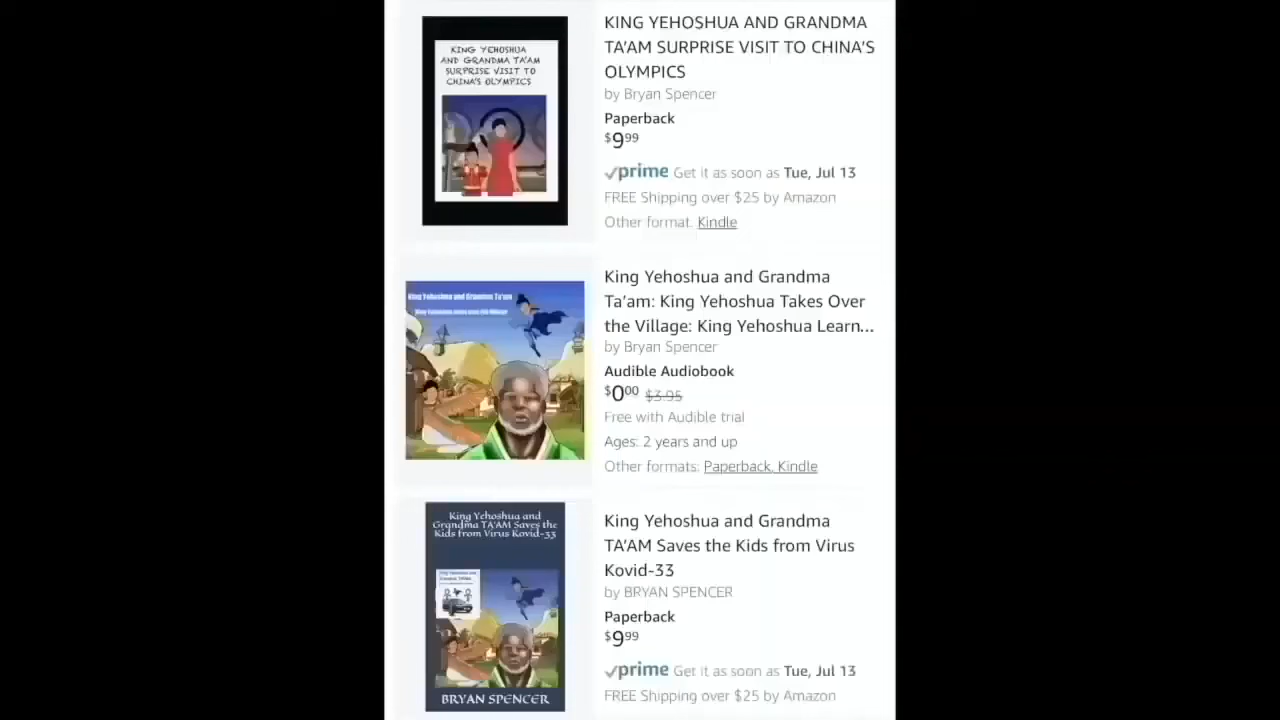 KING YEHOSHUA
AND GRANDMA TA'AM
SURPRISE VISIT TO
CHINA'S OLYMPICS
KING YEHOSHUA AND GRANDMA
TA'AM SURPRISE VISIT TO CHINA'S
OLYMPICS
by Bryan Spencer
Paperback
$9.99
prime Get it as soon as Tue, Jul 13
FREE Shipping over $25 by Amazon
Other format. Kindle
King Yehoshua and Grandma Ta'am
King Yehoshua and Grandma
Ta'am: King Yehoshua Takes Over
the Village: King Yehoshua Learn...
by Bryan Spencer
Audible Audiobook
$0.00 $3.95
Free with Audible trial
Ages: 2 years and up
Other formats: Paperback, Kindle
King Yehoshua and
Grandma TA'AM Saves the
Kids from Virus Kovid-33
BRYAN SPENCER
King Yehoshua and Grandma
TA'AM Saves the Kids from Virus
Kovid-33
by BRYAN SPENCER
Paperback
$9.99
prime Get it as soon as Tue, Jul 13
FREE Shipping over $25 by Amazon